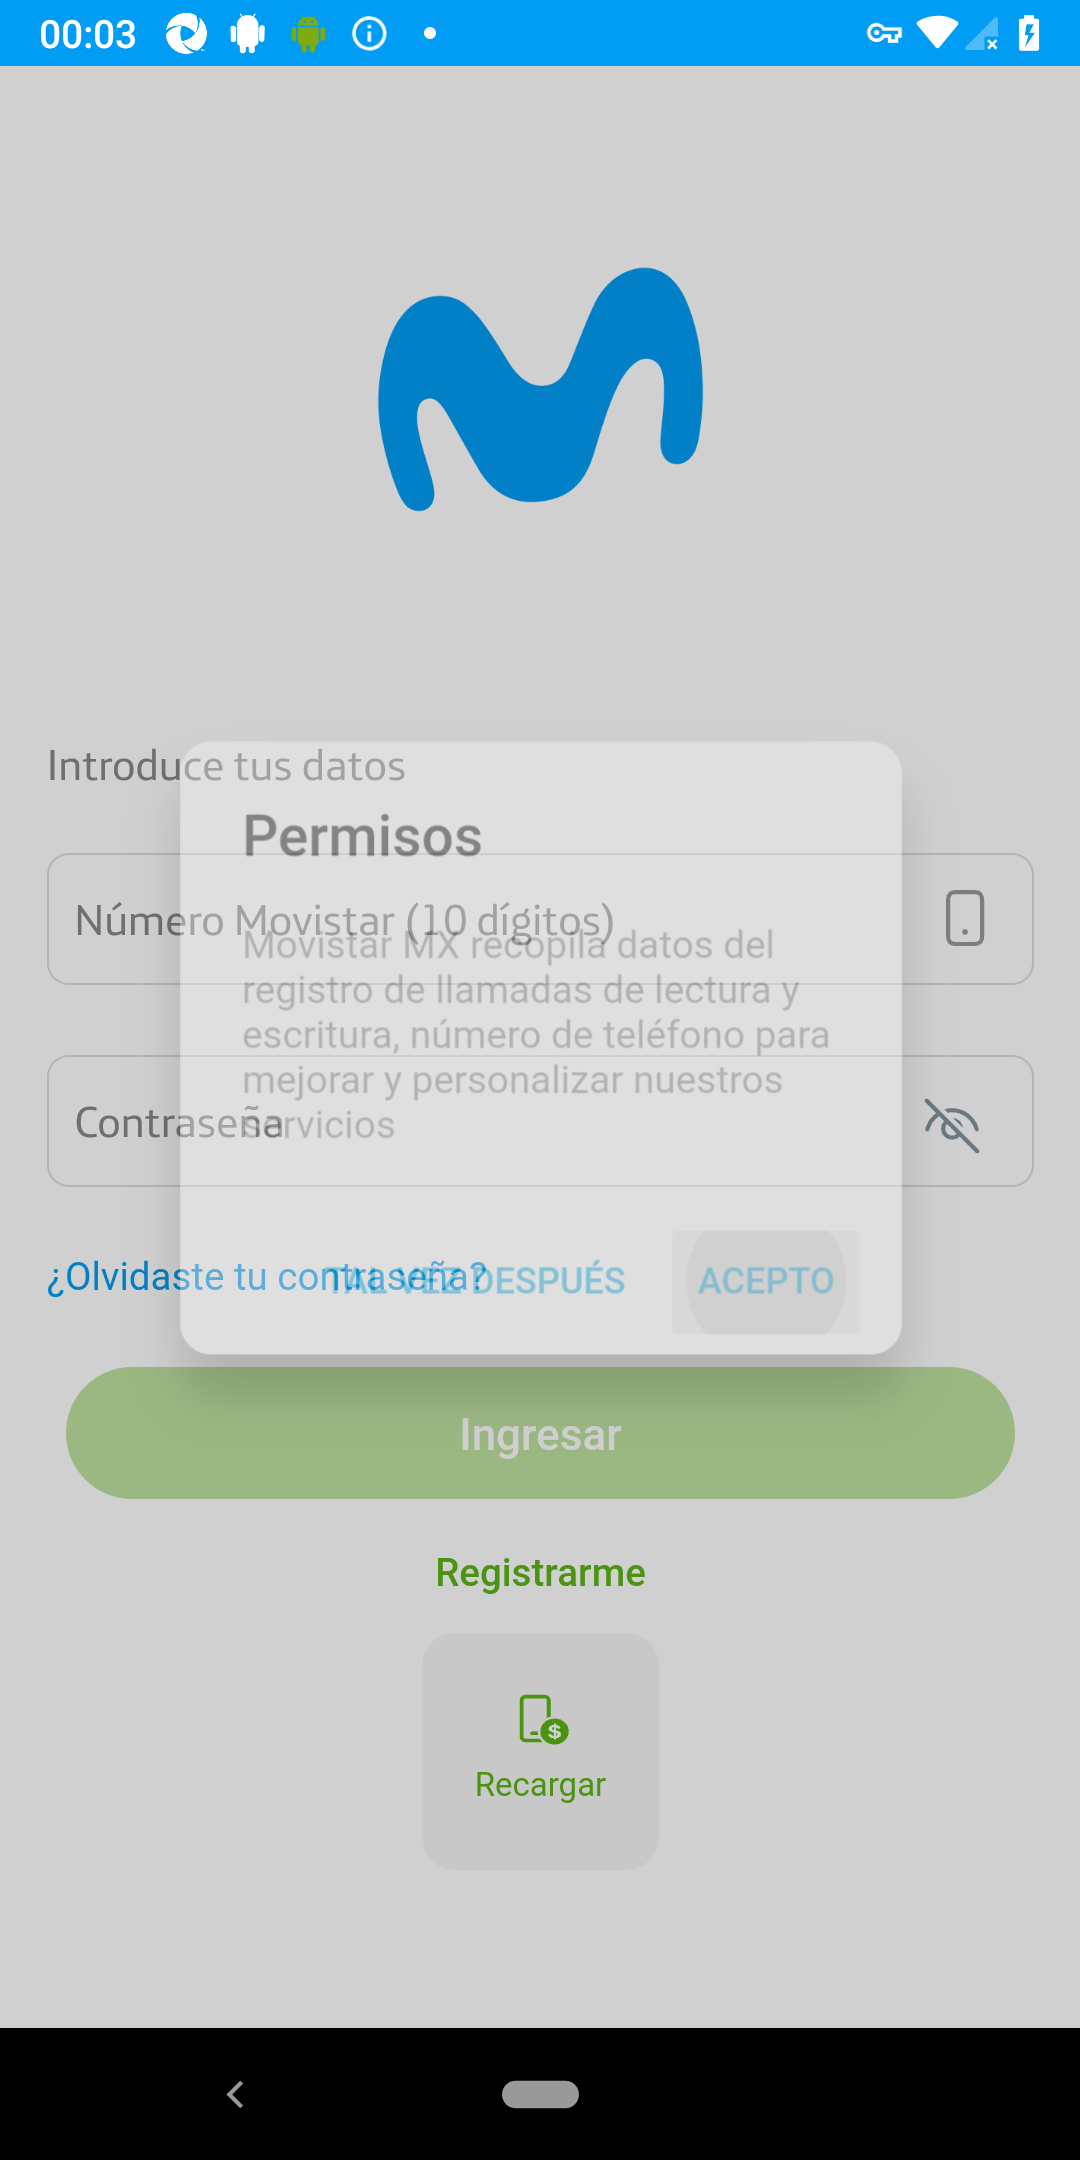 00:03
Introduce tus datos
Permisos
Número Movistar (10 dígitos)
Movistar MX recopila datos del
registro de llamadas de lectura y
escritura, número de teléfono para
mejorar y personalizar nuestros
servicios
Contraseña
¿Olvidaste tu contraseña?
TAL VEZ DESPUÉS
ACEPTO
Ingresar
Registrarme
Recargar